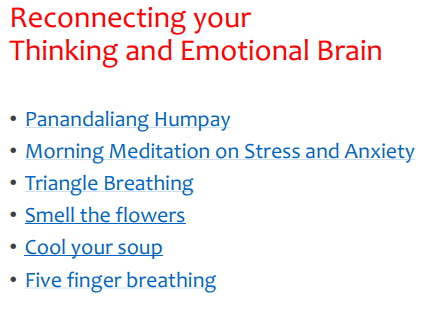 Reconnecting your
Thinking and Emotional Brain
• Panandaliang Humpay
• Morning Meditation on Stress and Anxiety
• Triangle Breathing
• Smell the flowers
• Cool your soup
• Five finger breathing